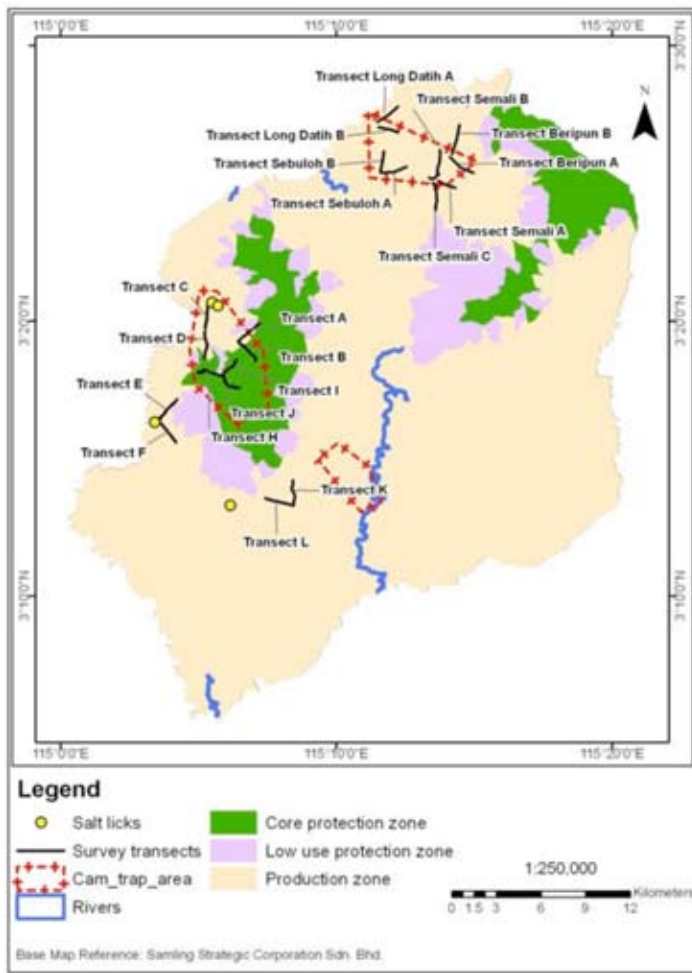 115°0'0"E 115°10'0"E 115°20'0"E
3°30'0"N
N
Transect Long Datih A
Transect Semali B
Transect Long Datih B
Transect Beripun B
Transect Sebuloh B
Transect Beripun A
Transect Sebuloh A
Transect Semali A
Transect Semali C
3°20'0"N
Transect C
Transect A
Transect D
Transect B
Transect E
Transect I
Transect J
Transect H
Transect F
Transect K
Transect L
3°10'0"N
115°0'0"E 115°10'0"E 115°20'0"E
Legend
Salt licks
Survey transects
Cam_trap_area
Rivers
Core protection zone
Low use protection zone
Production zone
1:250.000
Kilometers
0 1.5 3 6 9 12
Base Map Reference: Samling Strategic Corporation Sdn. Bhd.